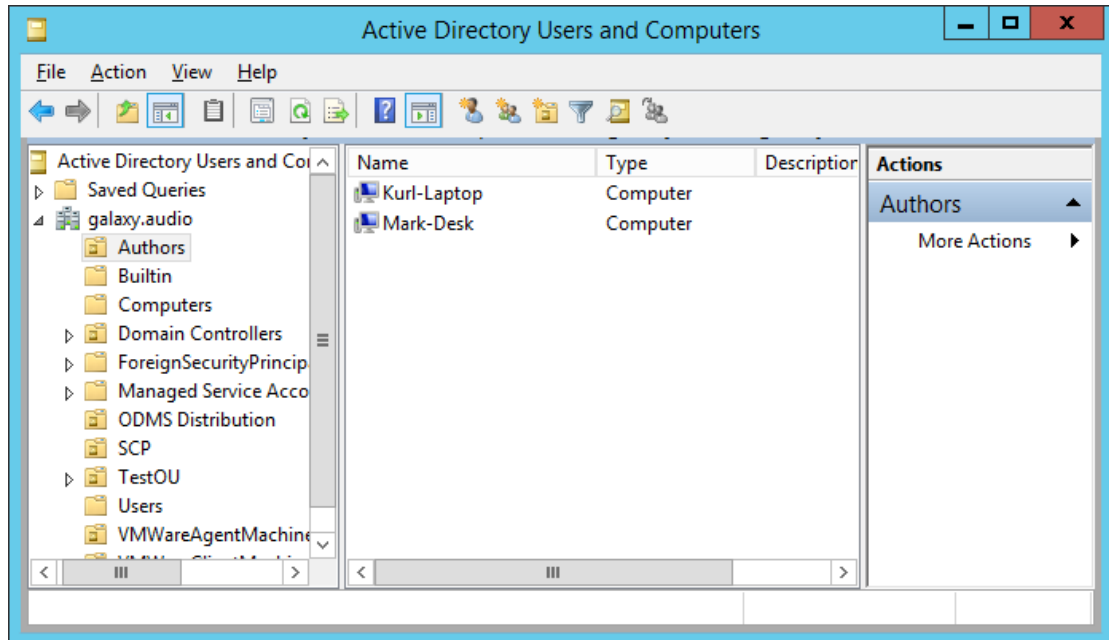 Active Directory Users and Computers
File Action View Help
Active Directory Users and Cor
Saved Queries
galaxy.audio
Authors
Builtin
Computers
Domain Controllers
ForeignSecurityPrincip
Managed Service Acco
ODMS Distribution
SCP
TestOU
Users
VMWareAgentMachine
Name Type Description
Kurl-Laptop Computer
Mark-Desk Computer
Actions
Authors
More Actions